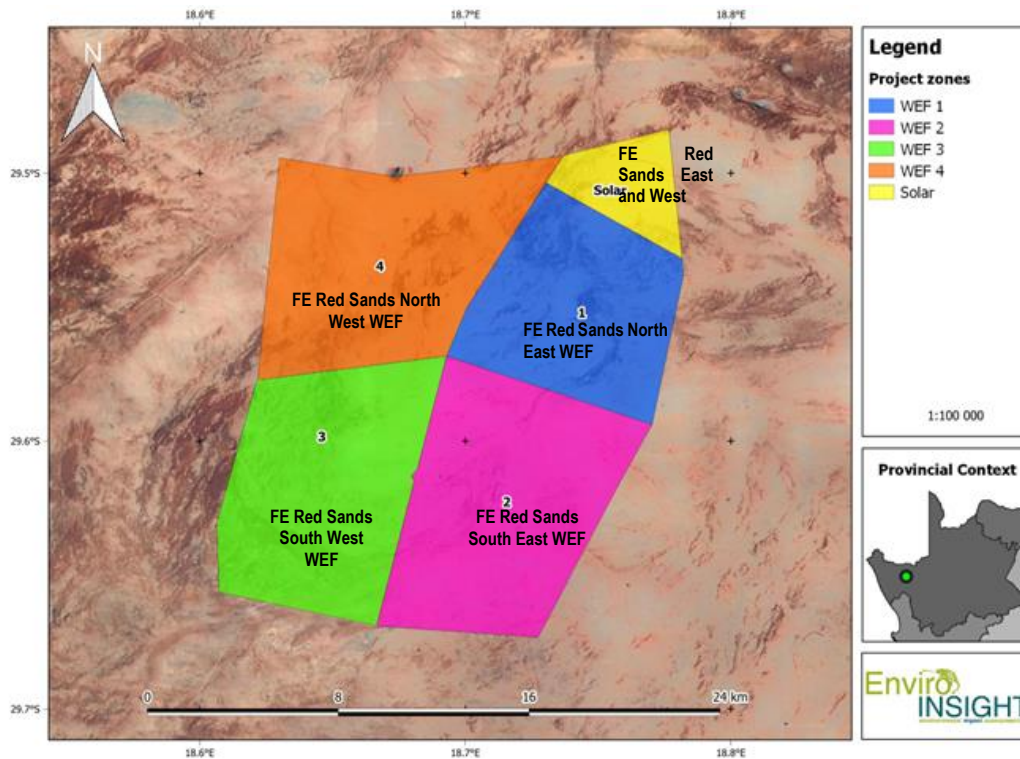 18.6°E 18.7°E 18.8°E
N
29.5°S
29.6°S
29.7°S
FE Red
Sands East
and West
Solar
4
FE Red Sands North
West WEF
1
FE Red Sands North
East WEF
3
FE Red Sands
South West
WEF
2
FE Red Sands
South East WEF
0 8 16 24 km
18.6°E 18.7°E 18.8°E
Legend
Project zones
WEF 1
WEF 2
WEF 3
WEF 4
Solar
1:100 000
Provincial Context
Enviro
INSIGHT